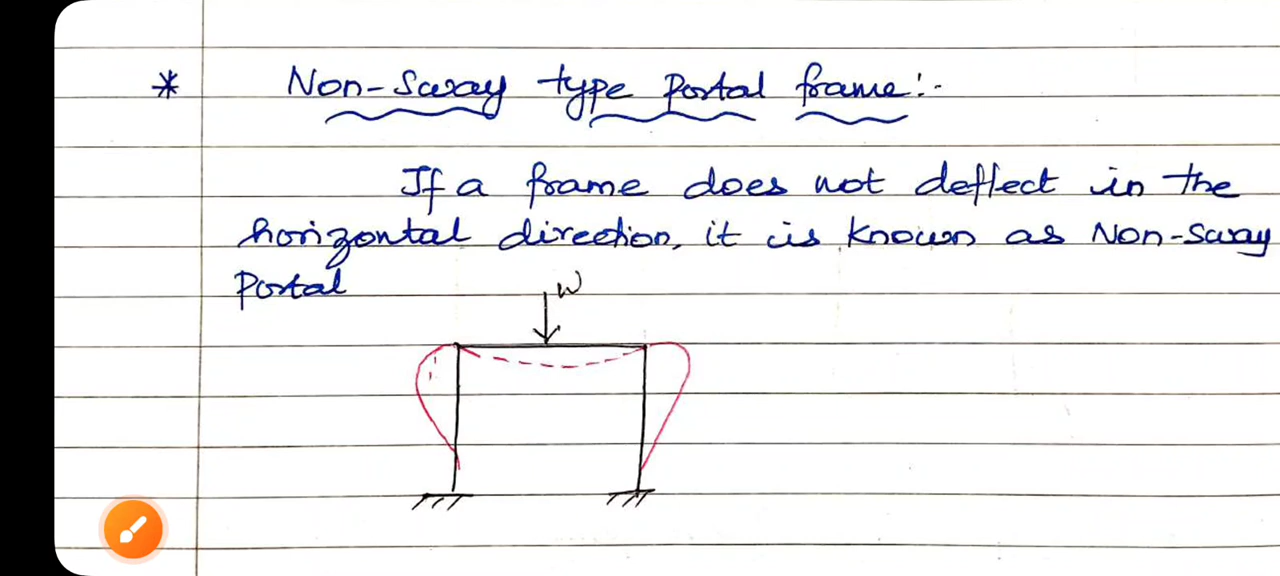 * Non-Sway type Portal frame:-
If a frame does not deflect in the
horizontal direction, it is known as Non-Sway
Portal
W